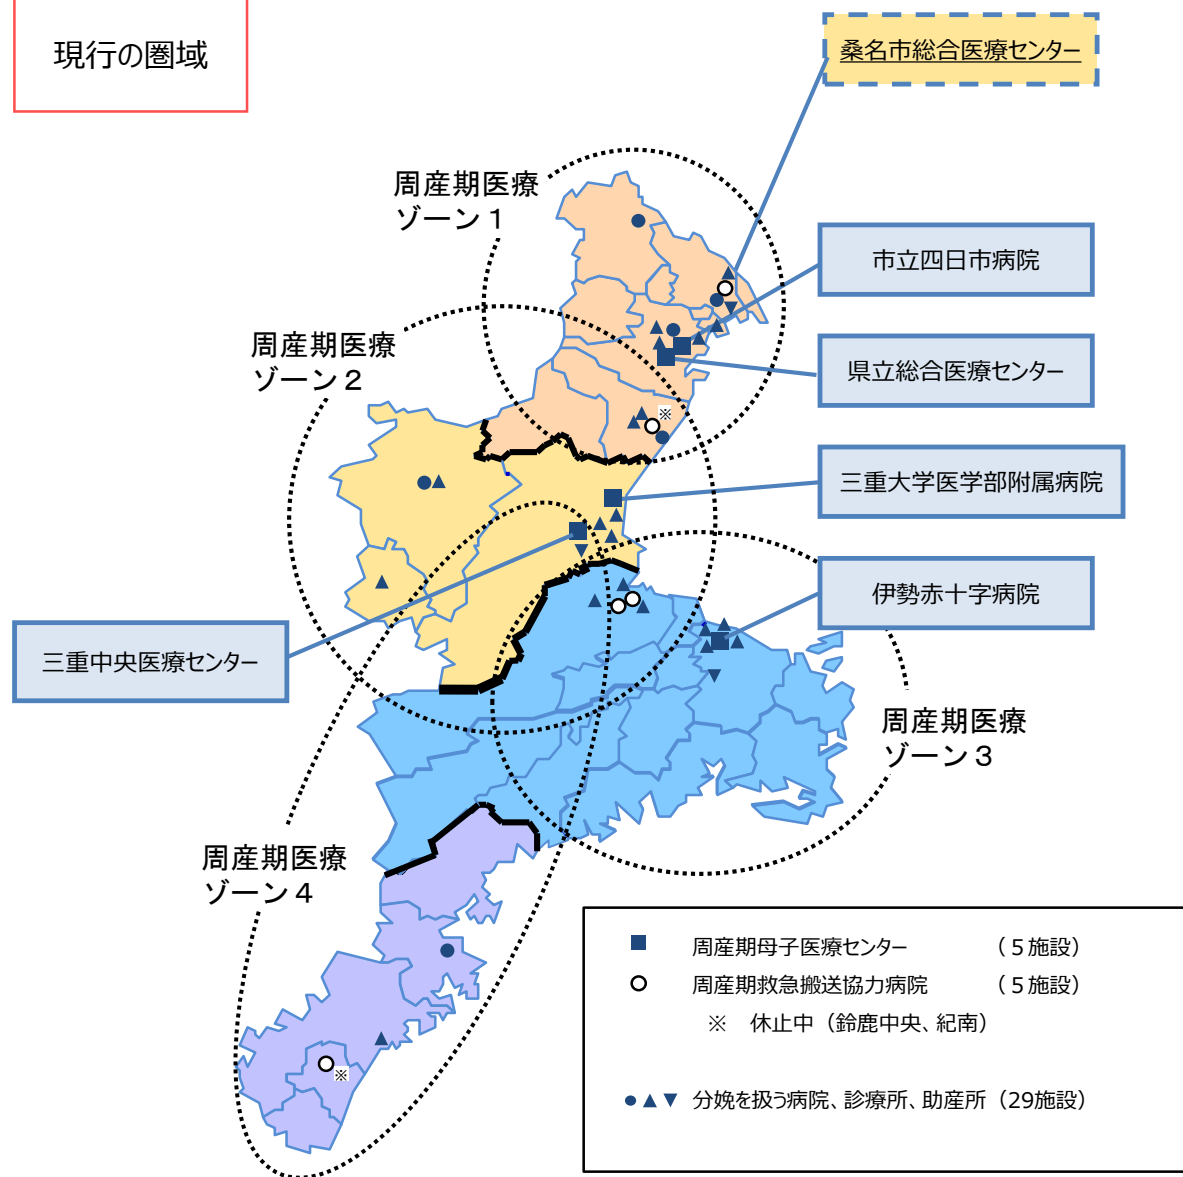 現行の圏域
桑名市総合医療センター
周産期医療
ゾーン１
市立四日市病院
周産期医療
ゾーン２
県立総合医療センター
※
三重大学医学部附属病院
伊勢赤十字病院
三重中央医療センター
周産期医療
ゾーン３
周産期医療
ゾーン４
※
周産期母子医療センター （５施設）
周産期救急搬送協力病院 （５施設）
※ 休止中（鈴鹿中央、紀南）
●▲▼ 分娩を扱う病院、診療所、助産所（29施設）